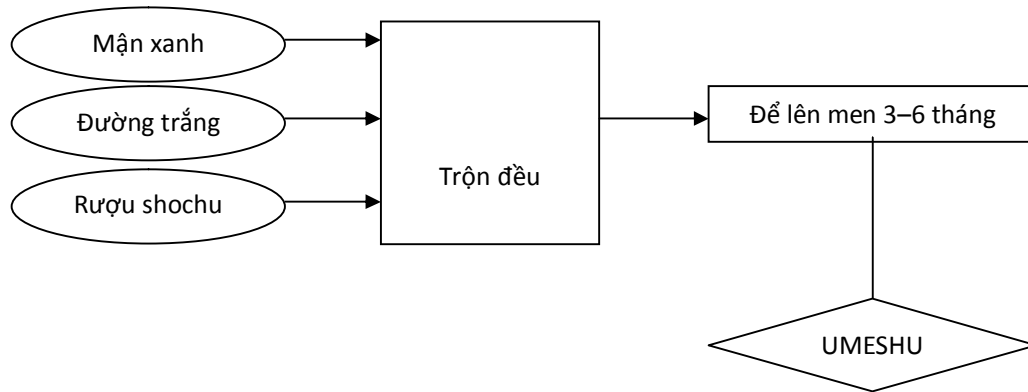 Mận xanh
Đường trắng
Rượu shochu
Trộn đều
Để lên men 3–6 tháng
UMESHU